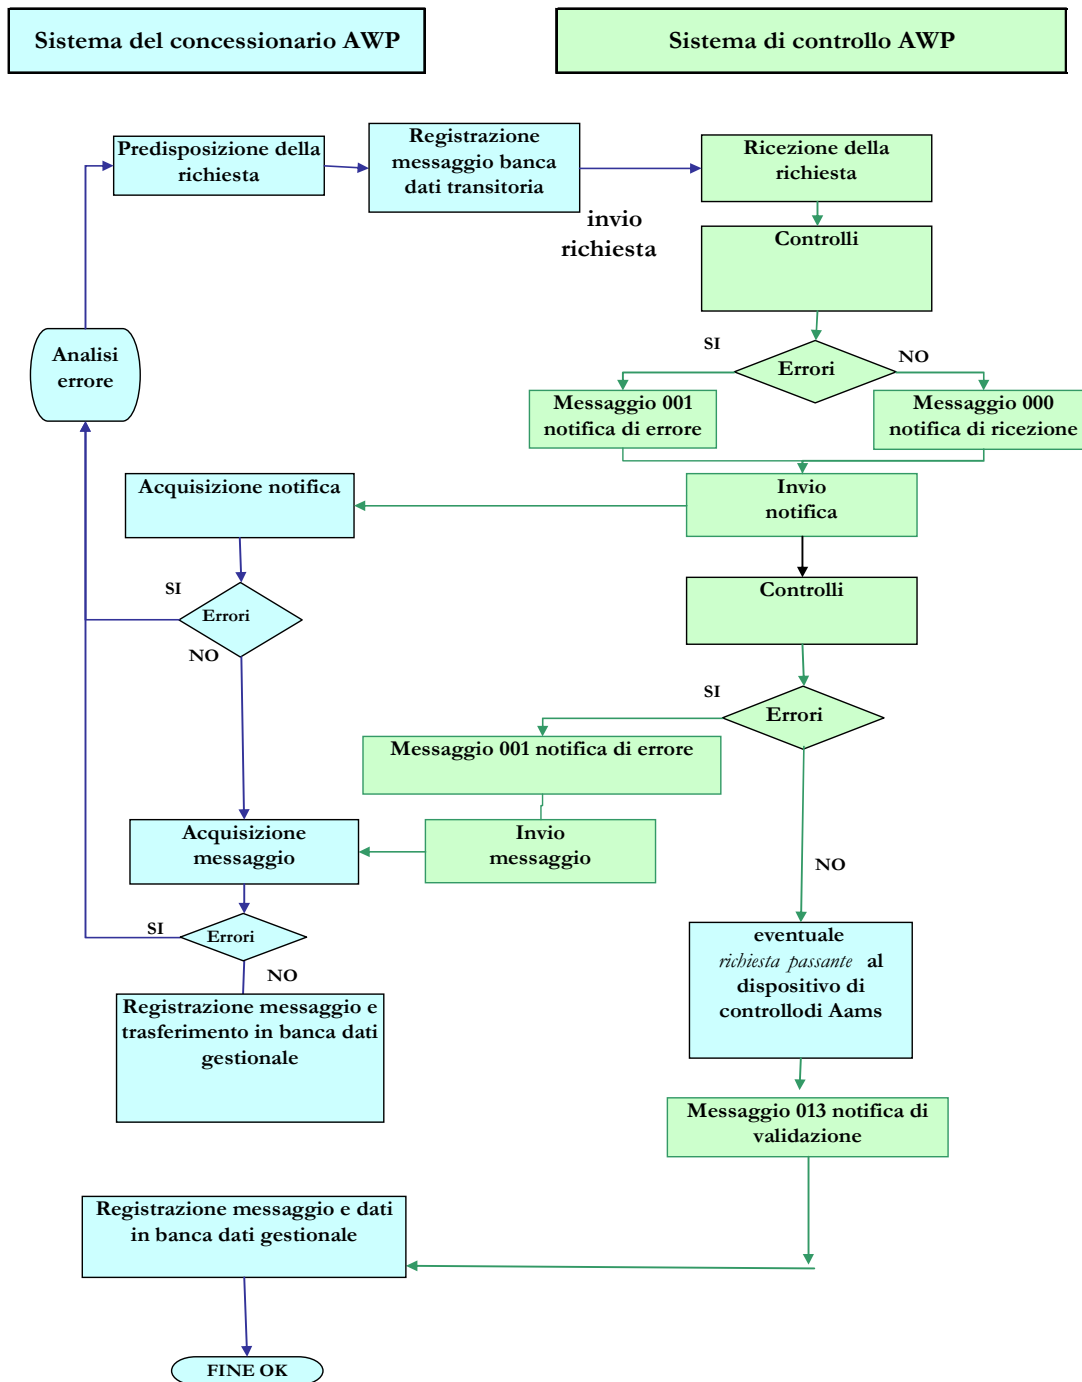 Sistema del concessionario AWP
Sistema di controllo AWP
Predisposizione della
richiesta
Registrazione
messaggio banca
dati transitoria
Ricezione della
richiesta
invio
richiesta
Controlli
Analisi
errore
SI
Errori
NO
Messaggio 001
notifica di errore
Messaggio 000
notifica di ricezione
Acquisizione notifica
Invio
notifica
SI
Errori
NO
Controlli
SI
Errori
Messaggio 001 notifica di errore
Acquisizione
messaggio
Invio
messaggio
NO
SI
Errori
NO
eventuale
richiesta passante al
dispositivo di
controllodi Aams
Registrazione messaggio e
trasferimento in banca dati
gestionale
Messaggio 013 notifica di
validazione
Registrazione messaggio e dati
in banca dati gestionale
FINE OK